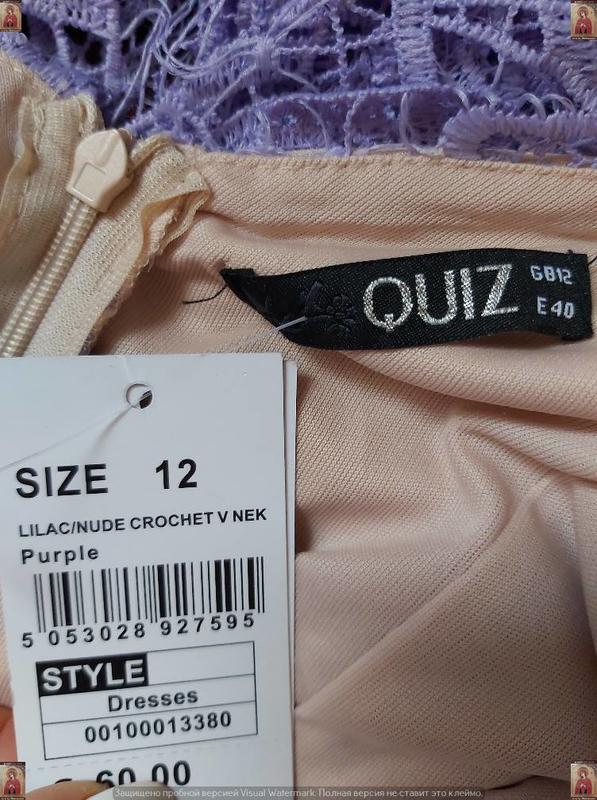 QUIZ
GB12
E 40
SIZE 12
LILAC/NUDE CROCHET V NEK
Purple
5 053028 927595
STYLE
Dresses
00100013380
60.00
Защищено пробной версией Visual Watermark. Полная версия не ставит это клеймо.